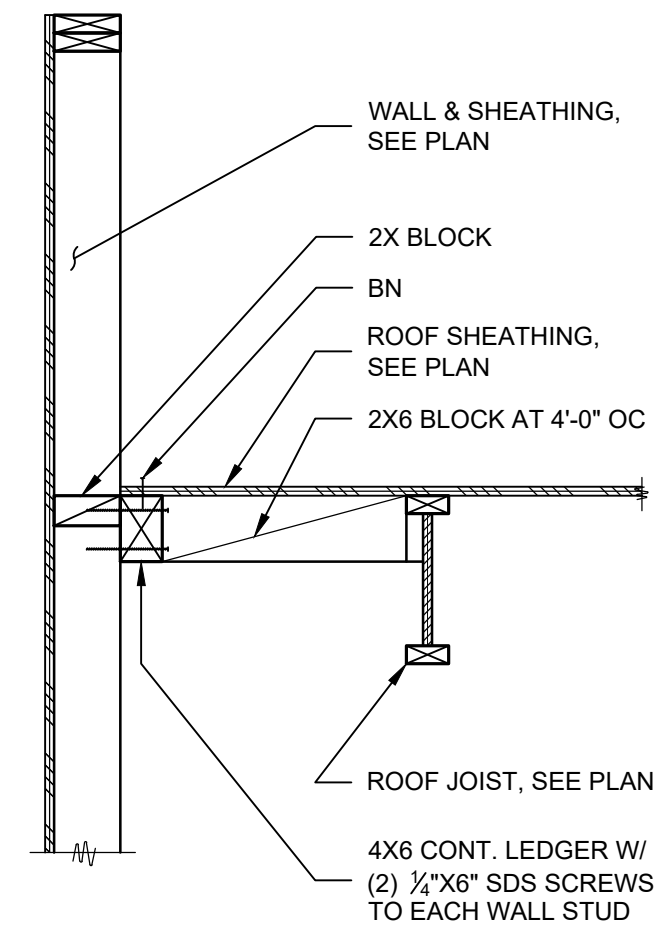 WALL & SHEATHING,
SEE PLAN
2X BLOCK
BN
ROOF SHEATHING,
SEE PLAN
2X6 BLOCK AT 4'-0" OC
ROOF JOIST, SEE PLAN
4X6 CONT. LEDGER W/
(2) ¼"X6" SDS SCREWS
TO EACH WALL STUD